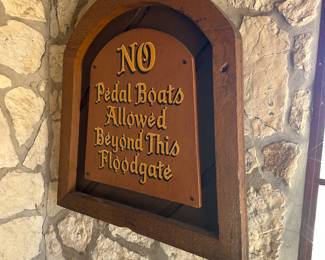 NO
Pedal Boats
Allowed
Beyond This
Floodgate